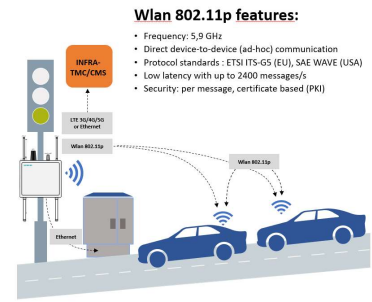 Wlan 802.11p features:
• Frequency: 5,9 GHz
• Direct device-to-device (ad-hoc) communication
• Protocol standards : ETSI ITS-G5 (EU), SAE WAVE (USA)
• Low latency with up to 2400 messages/s
• Security: per message, certificate based (PKI)
INFRA-
TMC/CMS
LTE 3G/4G/5G
or Ethernet
Wlan 802.11p
Wlan 802.11p
Ethernet